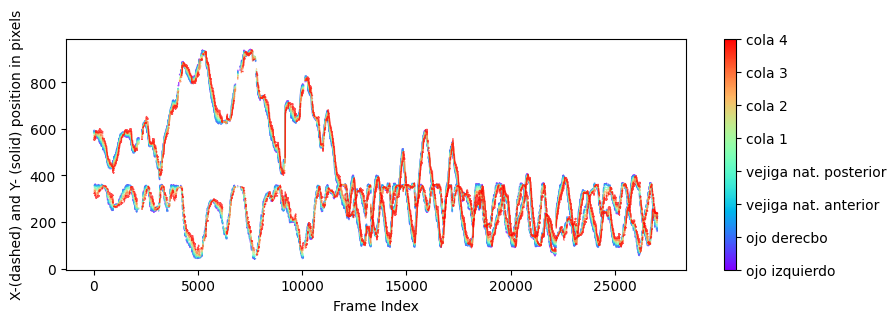 X-(dashed) and Y- (solid) position in pixels
800
600
400
200
0
0
5000
10000
15000
20000
25000
Frame Index
cola 4
cola 3
cola 2
cola 1
vejiga nat. posterior
vejiga nat. anterior
ojo derecbo
ojo izquierdo